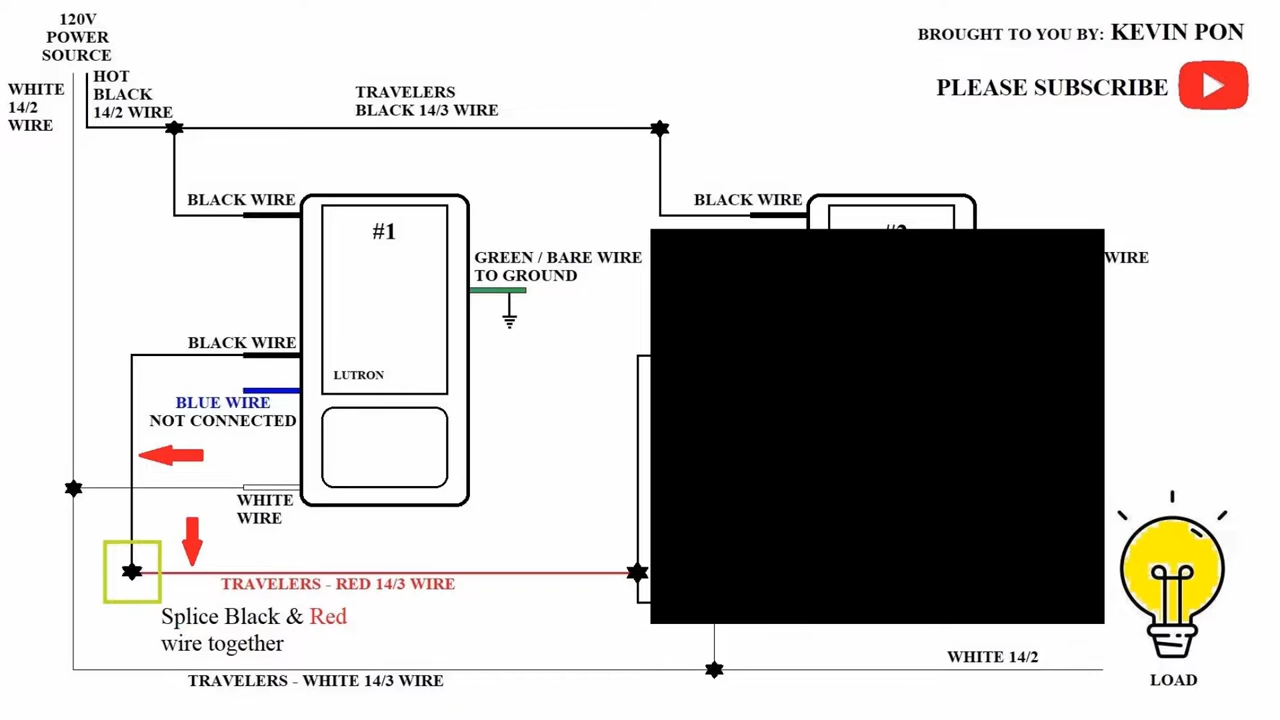 120V
POWER
SOURCE
BROUGHT TO YOU BY: KEVIN PON
PLEASE SUBSCRIBE
HOT
BLACK
14/2 WIRE
WHITE
14/2
WIRE
TRAVELERS
BLACK 14/3 WIRE
BLACK WIRE
BLACK WIRE
#1
GREEN / BARE WIRE
TO GROUND
WIRE
BLACK WIRE
LUTRON
BLUE WIRE
NOT CONNECTED
WHITE
WIRE
TRAVELERS - RED 14/3 WIRE
Splice Black & Red
wire together
WHITE 14/2
TRAVELERS - WHITE 14/3 WIRE
LOAD